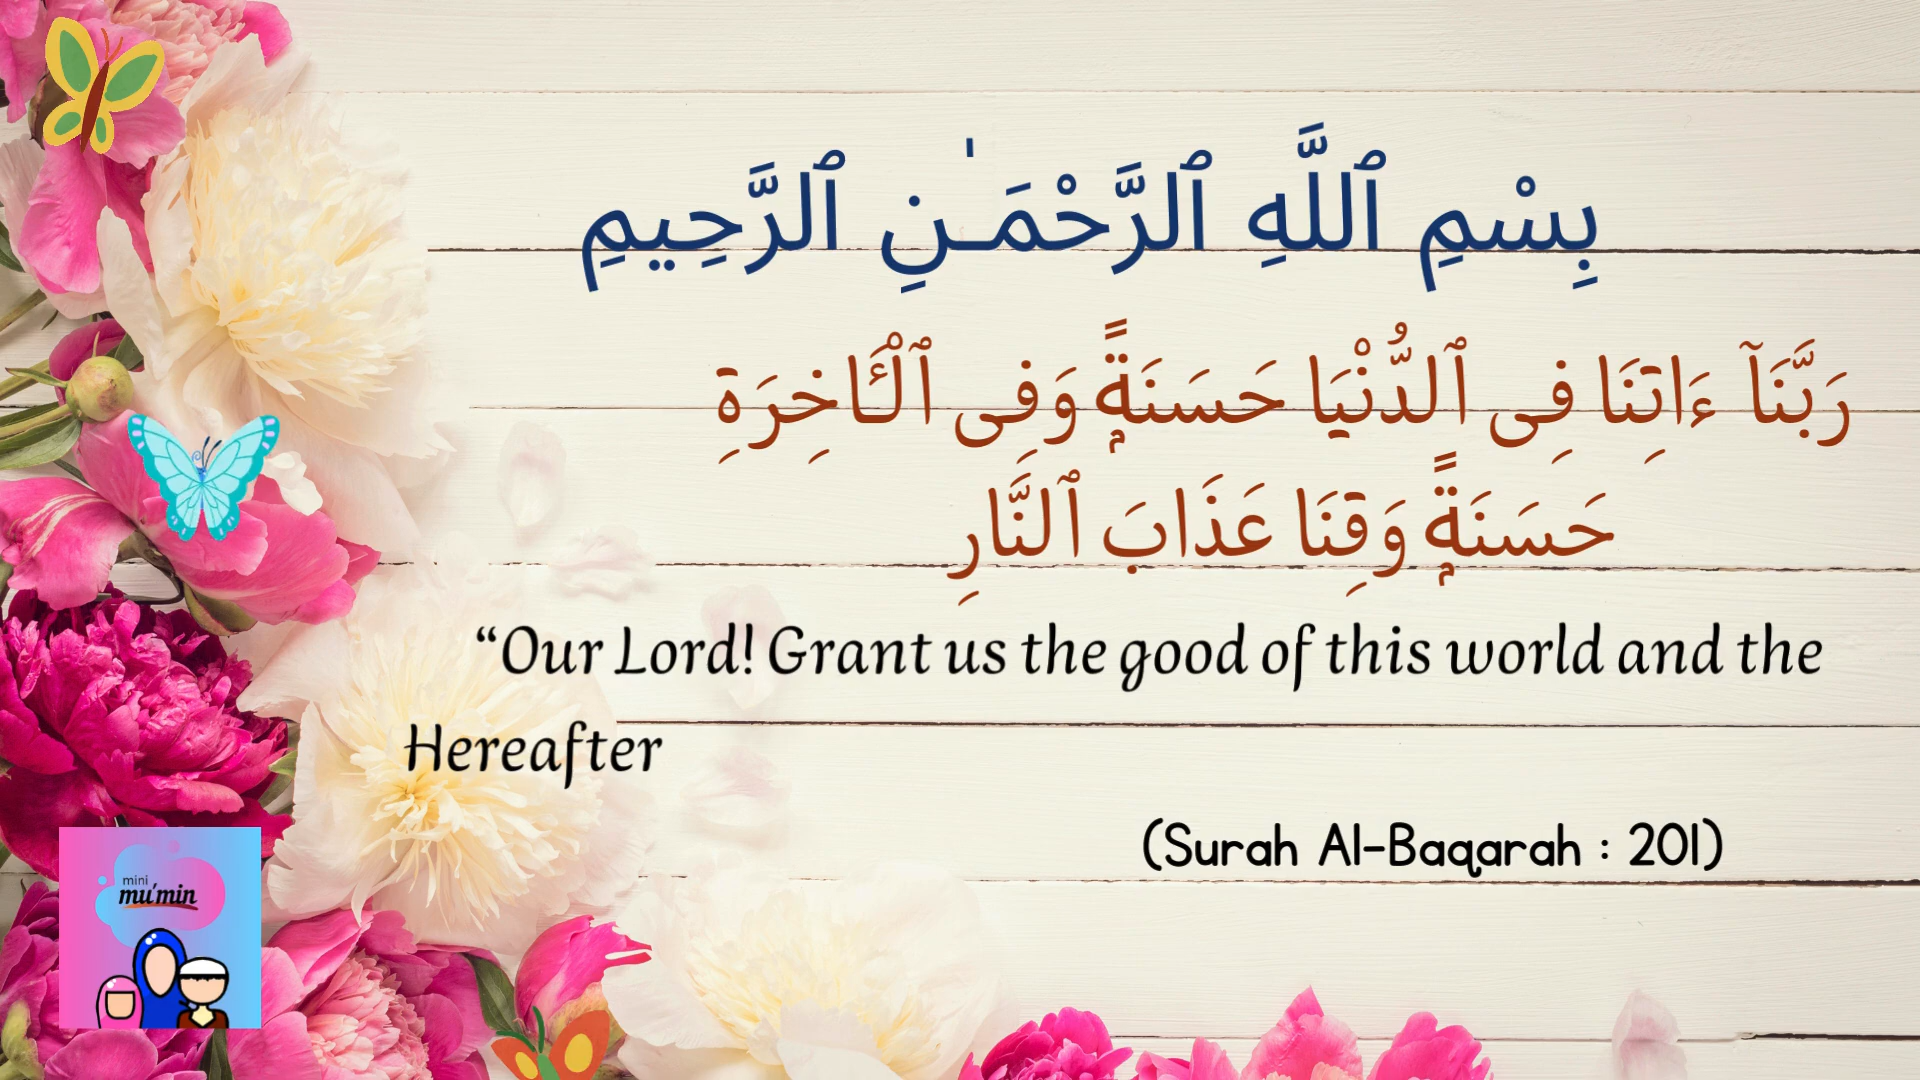 بِسْمِ ٱللَّهِ ٱلرَّحْمَـٰنِ ٱلرَّحِيمِ
رَبَّنَآ ءَاتِنَا فِى ٱلدُّنْيَا حَسَنَةًۭ وَفِى ٱلْـَٔاخِرَةِ
حَسَنَةًۭ وَقِنَا عَذَابَ ٱلنَّارِ
“Our Lord! Grant us the good of this world and the
Hereafter
(Surah Al-Baqarah : 201)
mini
mu'min